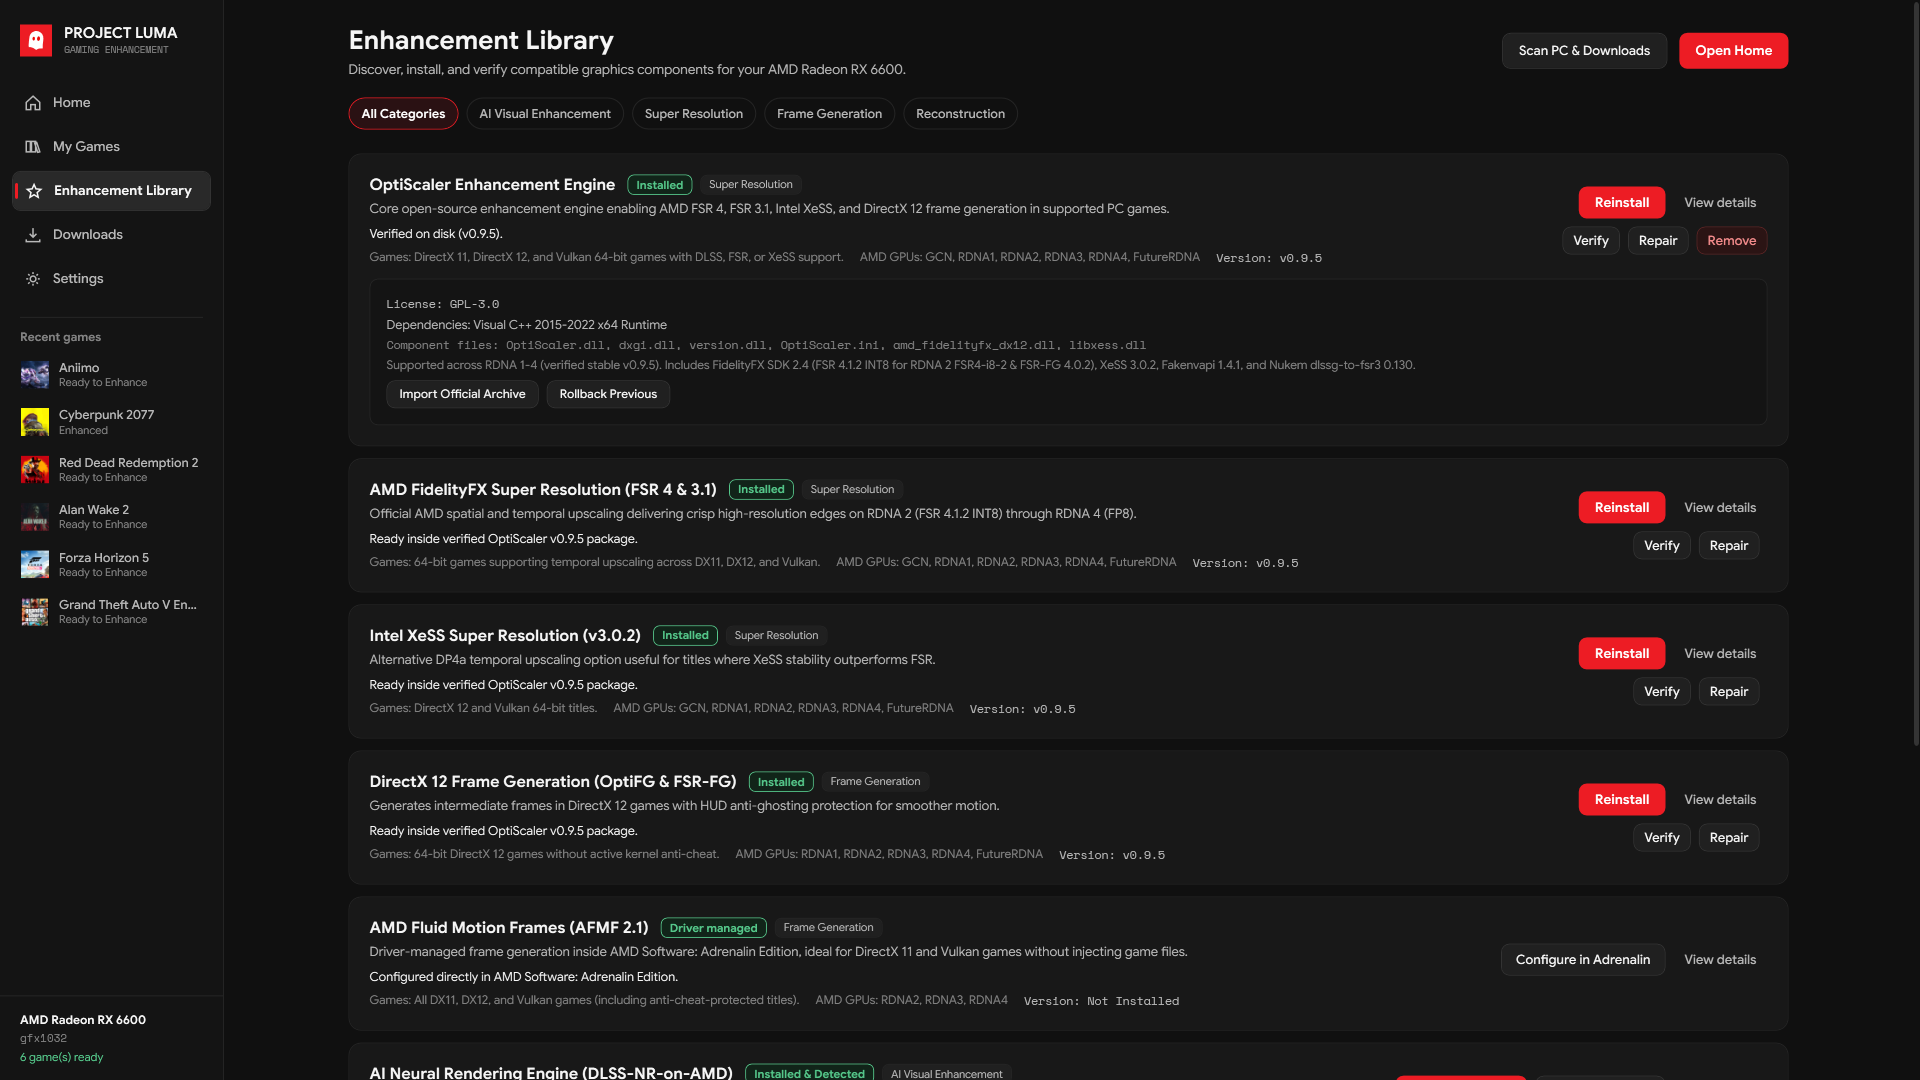 PROJECT LUMA
GAMING ENHANCEMENT
Home
My Games
Enhancement Library
Downloads
Settings
Recent games
Aniimo
Ready to Enhance
Cyberpunk 2077
Enhanced
Red Dead Redemption 2
Ready to Enhance
Alan Wake 2
Ready to Enhance
Forza Horizon 5
Ready to Enhance
Grand Theft Auto V En...
Ready to Enhance
AMD Radeon RX 6600
gfx1032
6 game(s) ready
Enhancement Library
Discover, install, and verify compatible graphics components for your AMD Radeon RX 6600.
Scan PC & Downloads
Open Home
All Categories
AI Visual Enhancement
Super Resolution
Frame Generation
Reconstruction
OptiScaler Enhancement Engine Installed Super Resolution
Core open-source enhancement engine enabling AMD FSR 4, FSR 3.1, Intel XeSS, and DirectX 12 frame generation in supported PC games.
Verified on disk (v0.9.5).
Games: DirectX 11, DirectX 12, and Vulkan 64-bit games with DLSS, FSR, or XeSS support. AMD GPUs: GCN, RDNA1, RDNA2, RDNA3, RDNA4, FutureRDNA Version: v0.9.5
Reinstall View details
Verify Repair Remove
License: GPL-3.0
Dependencies: Visual C++ 2015-2022 x64 Runtime
Component files: OptiScaler.dll, dxgi.dll, version.dll, OptiScaler.ini, amd_fidelityfx_dx12.dll, libxess.dll
Supported across RDNA 1-4 (verified stable v0.9.5). Includes FidelityFX SDK 2.4 (FSR 4.1.2 INT8 for RDNA 2 FSR4-i8-2 & FSR-FG 4.0.2), XeSS 3.0.2, Fakenvapi 1.4.1, and Nukem dlssg-to-fsr3 0.130.
Import Official Archive Rollback Previous
AMD FidelityFX Super Resolution (FSR 4 & 3.1) Installed Super Resolution
Official AMD spatial and temporal upscaling delivering crisp high-resolution edges on RDNA 2 (FSR 4.1.2 INT8) through RDNA 4 (FP8).
Ready inside verified OptiScaler v0.9.5 package.
Games: 64-bit games supporting temporal upscaling across DX11, DX12, and Vulkan. AMD GPUs: GCN, RDNA1, RDNA2, RDNA3, RDNA4, FutureRDNA Version: v0.9.5
Reinstall View details
Verify Repair
Intel XeSS Super Resolution (v3.0.2) Installed Super Resolution
Alternative DP4a temporal upscaling option useful for titles where XeSS stability outperforms FSR.
Ready inside verified OptiScaler v0.9.5 package.
Games: DirectX 12 and Vulkan 64-bit titles. AMD GPUs: GCN, RDNA1, RDNA2, RDNA3, RDNA4, FutureRDNA Version: v0.9.5
Reinstall View details
Verify Repair
DirectX 12 Frame Generation (OptiFG & FSR-FG) Installed Frame Generation
Generates intermediate frames in DirectX 12 games with HUD anti-ghosting protection for smoother motion.
Ready inside verified OptiScaler v0.9.5 package.
Games: 64-bit DirectX 12 games without active kernel anti-cheat. AMD GPUs: RDNA1, RDNA2, RDNA3, RDNA4, FutureRDNA Version: v0.9.5
Reinstall View details
Verify Repair
AMD Fluid Motion Frames (AFMF 2.1) Driver managed Frame Generation
Driver-managed frame generation inside AMD Software: Adrenalin Edition, ideal for DirectX 11 and Vulkan games without injecting game files.
Configured directly in AMD Software: Adrenalin Edition.
Games: All DX11, DX12, and Vulkan games (including anti-cheat-protected titles). AMD GPUs: RDNA2, RDNA3, RDNA4 Version: Not Installed
Configure in Adrenalin View details
AI Neural Rendering Engine (DLSS-NR-on-AMD) Installed & Detected AI Visual Enhancement